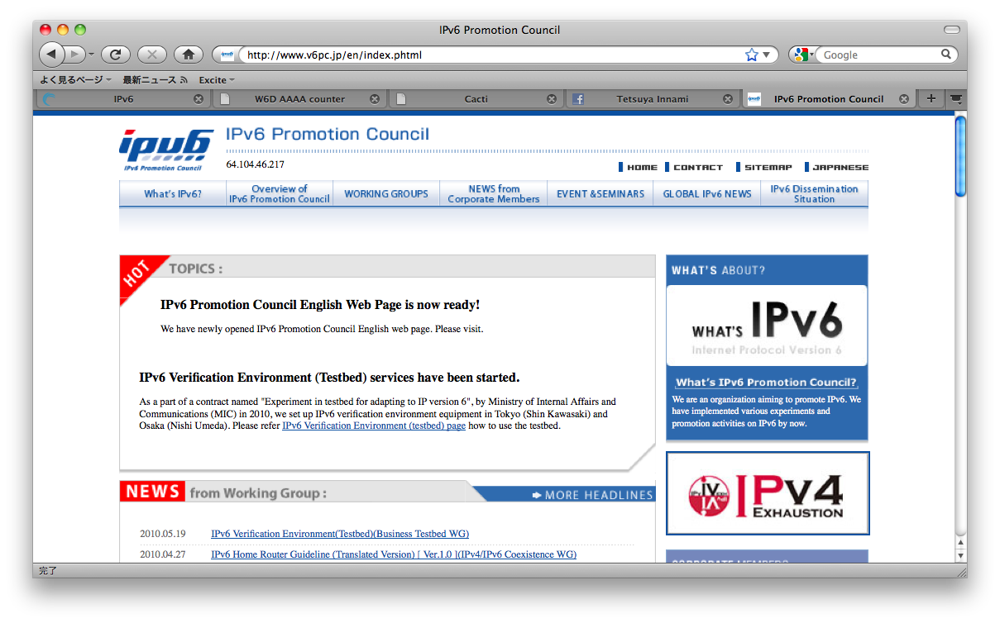 IPv6 Promotion Council
http://www.v6pc.jp/en/index.phtml
Google
よく見るページ
最新ニュース
Excite
IPv6
W6D AAAA counter
Cacti
Tetsuya Innami
IPv6 Promotion Council
ipv6
IPv6 Promotion Council
IPv6 Promotion Council
64.104.46.217
HOME
CONTACT
SITEMAP
JAPANESE
What's IPv6?
Overview of
IPv6 Promotion Council
WORKING GROUPS
NEWS from
Corporate Members
EVENT &SEMINARS
GLOBAL IPv6 NEWS
IPv6 Dissemination
Situation
HOT
TOPICS :
IPv6 Promotion Council English Web Page is now ready!
We have newly opened IPv6 Promotion Council English web page. Please visit.
IPv6 Verification Environment (Testbed) services have been started.
As a part of a contract named "Experiment in testbed for adapting to IP version 6", by Ministry of Internal Affairs and
Communications (MIC) in 2010, we set up IPv6 verification environment equipment in Tokyo (Shin Kawasaki) and
Osaka (Nishi Umeda). Please refer IPv6 Verification Environment (testbed) page how to use the testbed.
WHAT'S ABOUT?
WHAT'S IPv6
Internet Protocol Version 6
What's IPv6 Promotion Council?
We are an organization aiming to promote IPv6. We
have implemented various experiments and
promotion activities on IPv6 by now.
IPv4
EXHAUSTION
NEWS from Working Group :
MORE HEADLINES
2010.05.19 IPv6 Verification Environment(Testbed)(Business Testbed WG)
2010.04.27 IPv6 Home Router Guideline (Translated Version) [ Ver.1.0 ](IPv4/IPv6 Coexistence WG)
完了